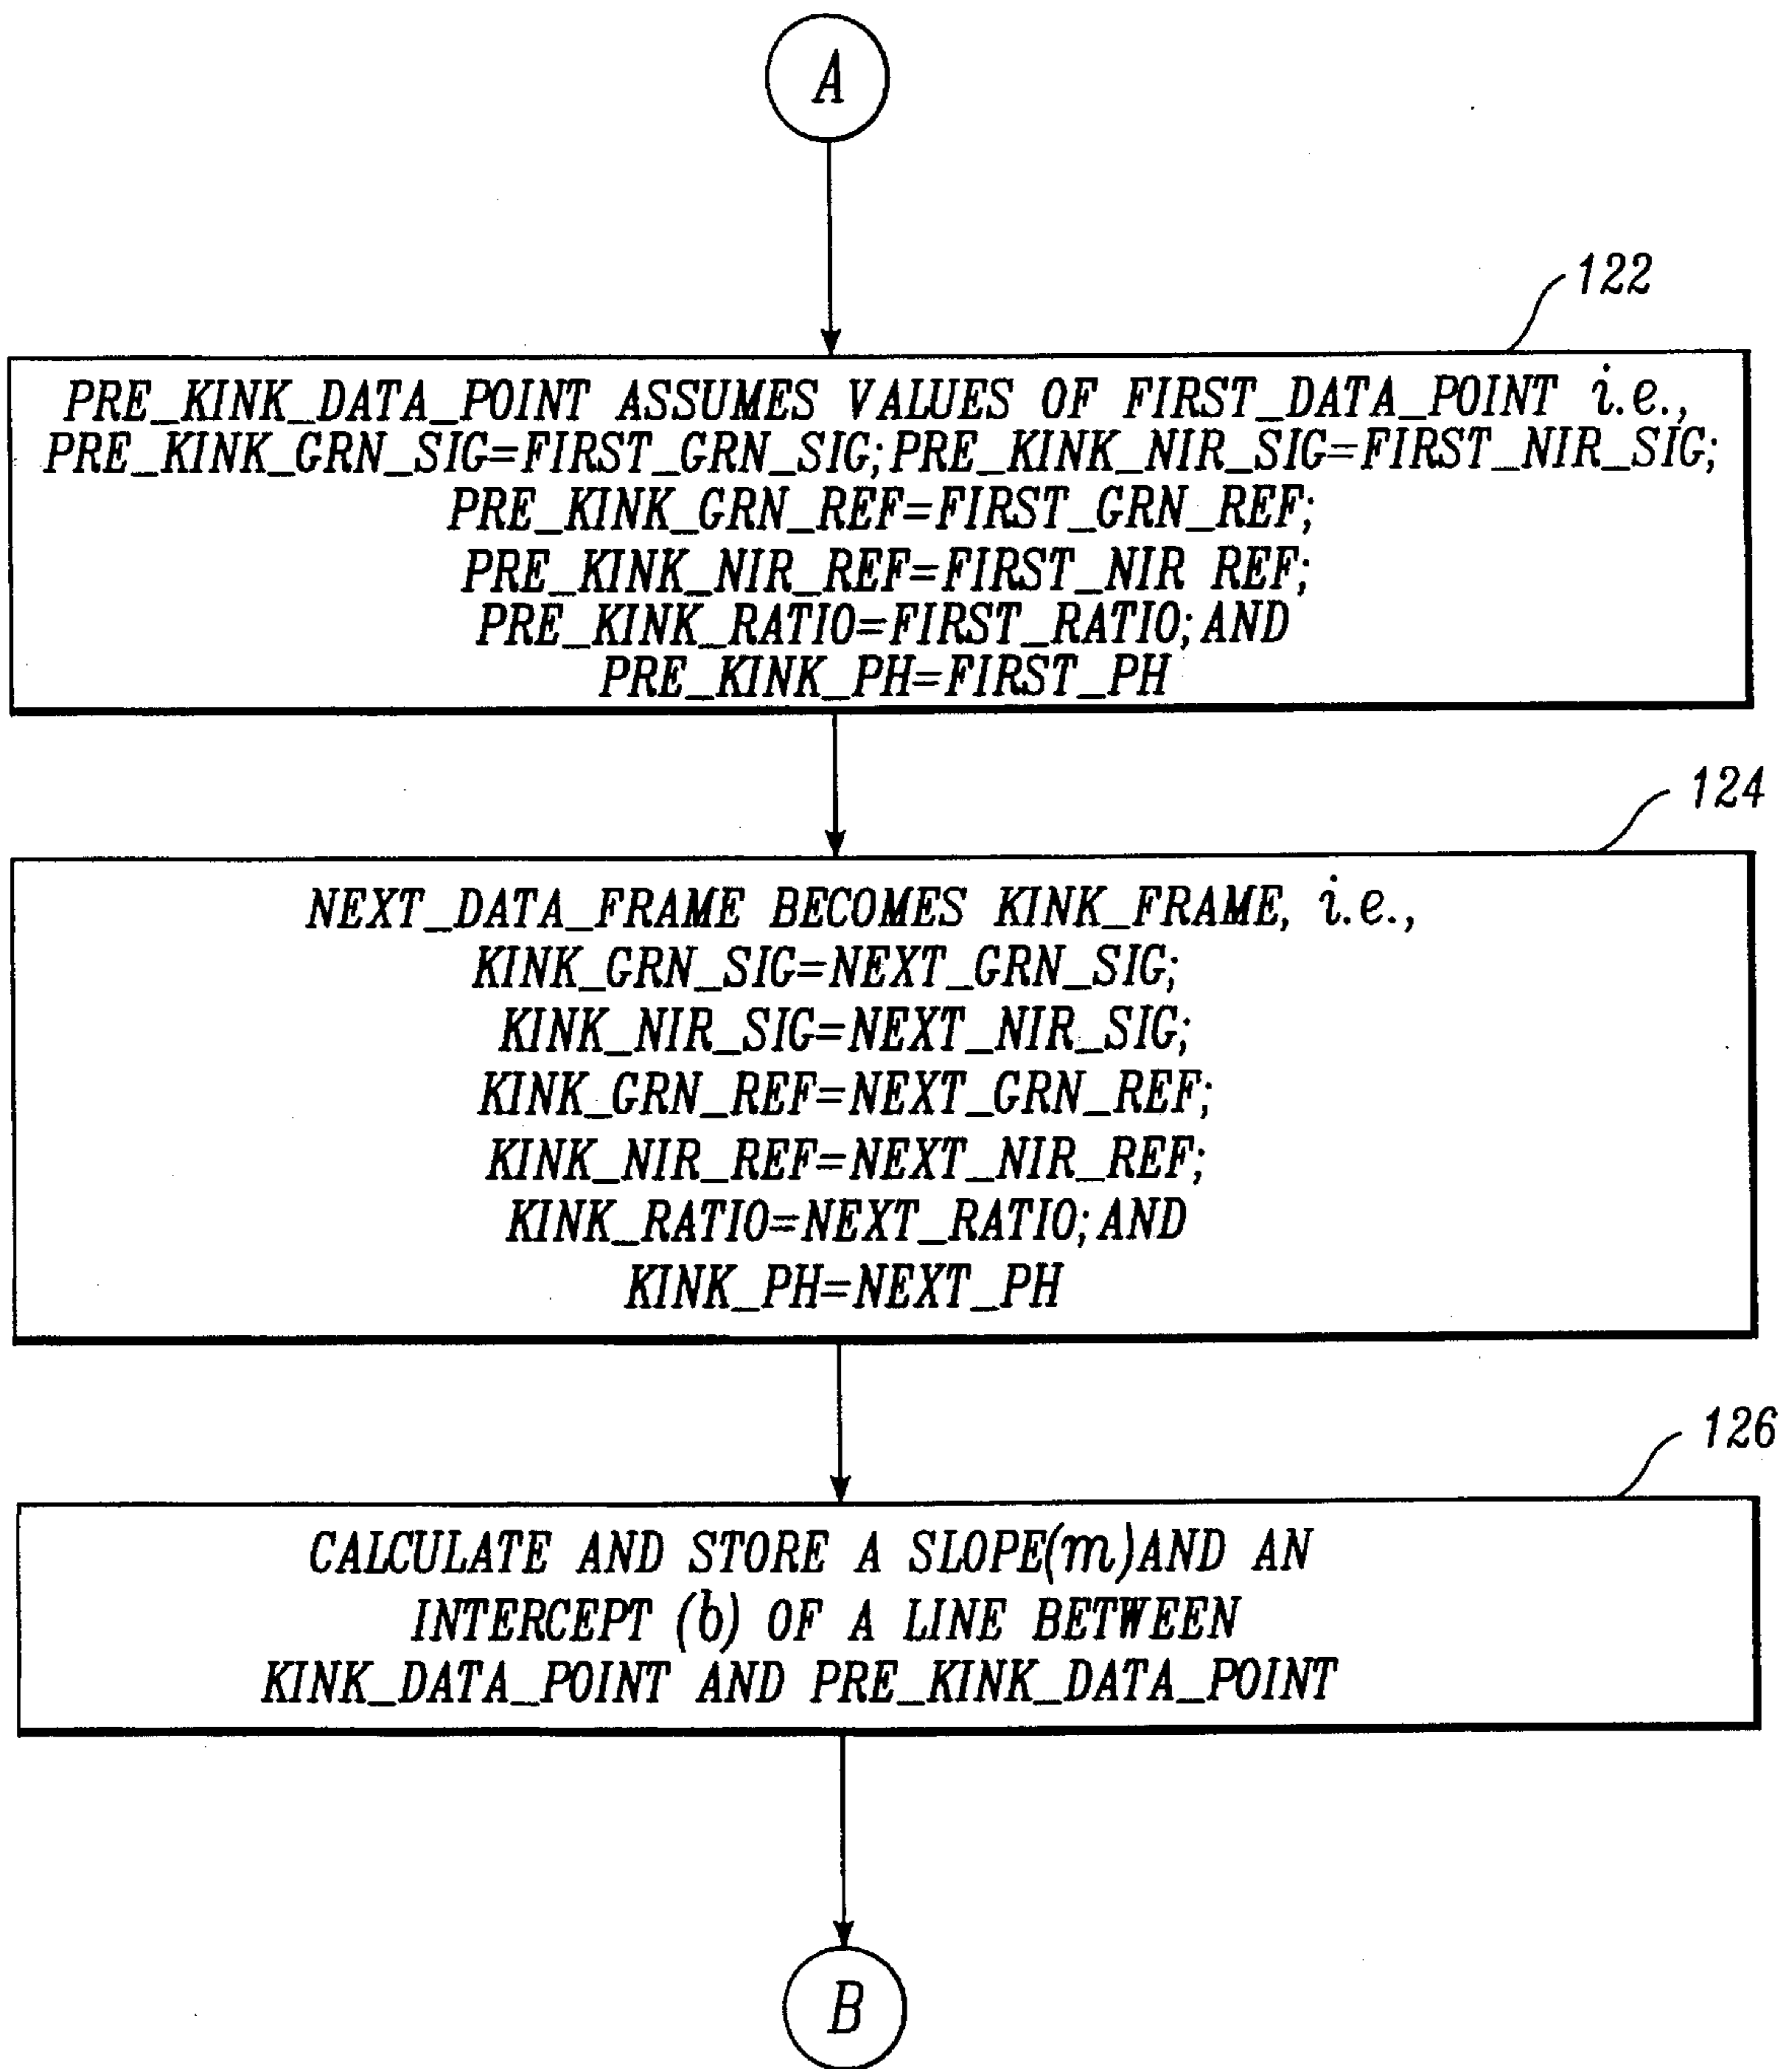 A
122
PRE_KINK_DATA_POINT ASSUMES VALUES OF FIRST_DATA_POINT i.e.,
PRE_KINK_GRN_SIG=FIRST_GRN_SIG; PRE_KINK_NIR_SIG=FIRST_NIR_SIG;
PRE_KINK_GRN_REF=FIRST_GRN_REF;
PRE_KINK_NIR_REF=FIRST_NIR REF;
PRE_KINK_RATIO=FIRST_RATIO; AND
PRE_KINK_PH=FIRST_PH
124
NEXT_DATA_FRAME BECOMES KINK_FRAME, i.e.,
KINK_GRN_SIG=NEXT_GRN_SIG;
KINK_NIR_SIG=NEXT_NIR_SIG;
KINK_GRN_REF=NEXT_GRN_REF;
KINK_NIR_REF=NEXT_NIR_REF;
KINK_RATIO=NEXT_RATIO; AND
KINK_PH=NEXT_PH
126
CALCULATE AND STORE A SLOPE(m) AND AN
INTERCEPT (b) OF A LINE BETWEEN
KINK_DATA_POINT AND PRE_KINK_DATA_POINT
B